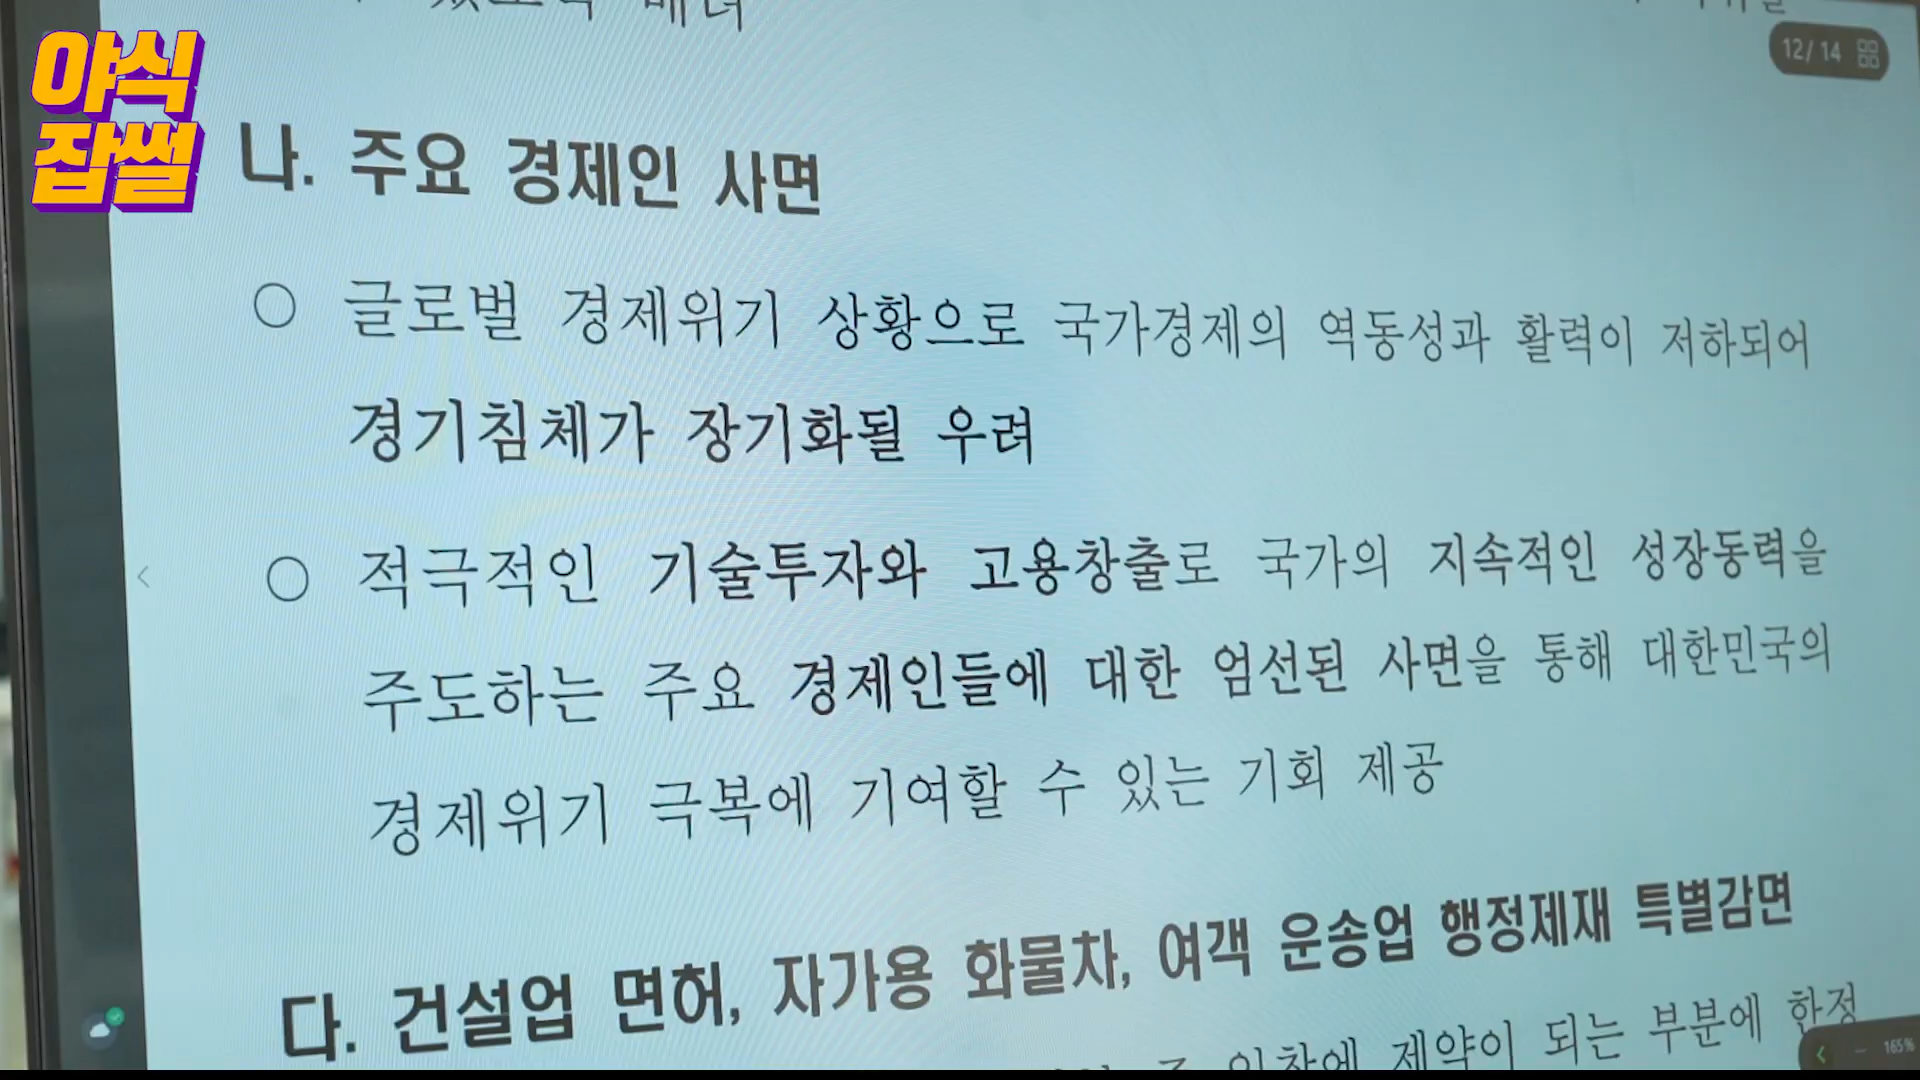 야식
잡썰
12/ 14
나. 주요 경제인 사면
○ 글로벌 경제위기 상황으로 국가경제의 역동성과 활력이 저하되어
경기침체가 장기화될 우려
○ 적극적인 기술투자와 고용창출로 국가의 지속적인 성장동력을
주도하는 주요 경제인들에 대한 엄선된 사면을 통해 대한민국의
경제위기 극복에 기여할 수 있는 기회 제공
다. 건설업 면허, 자가용 화물차, 여객 운송업 행정제재 특별감면
제약이 되는 부분에 한정
165%